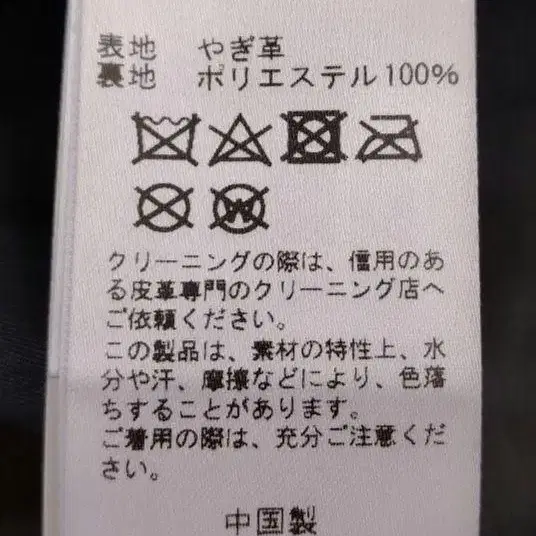 表地 やぎ革
裏地 ポリエステル100%
W
クリーニングの際は、信用のあ
る皮革専門のクリーニング店へ
ご依頼ください。
この製品は、素材の特性上、水
分や汗、摩擦などにより、色落
ちすることがあります。
ご着用の際は、充分ご注意くだ
さい。
中国製